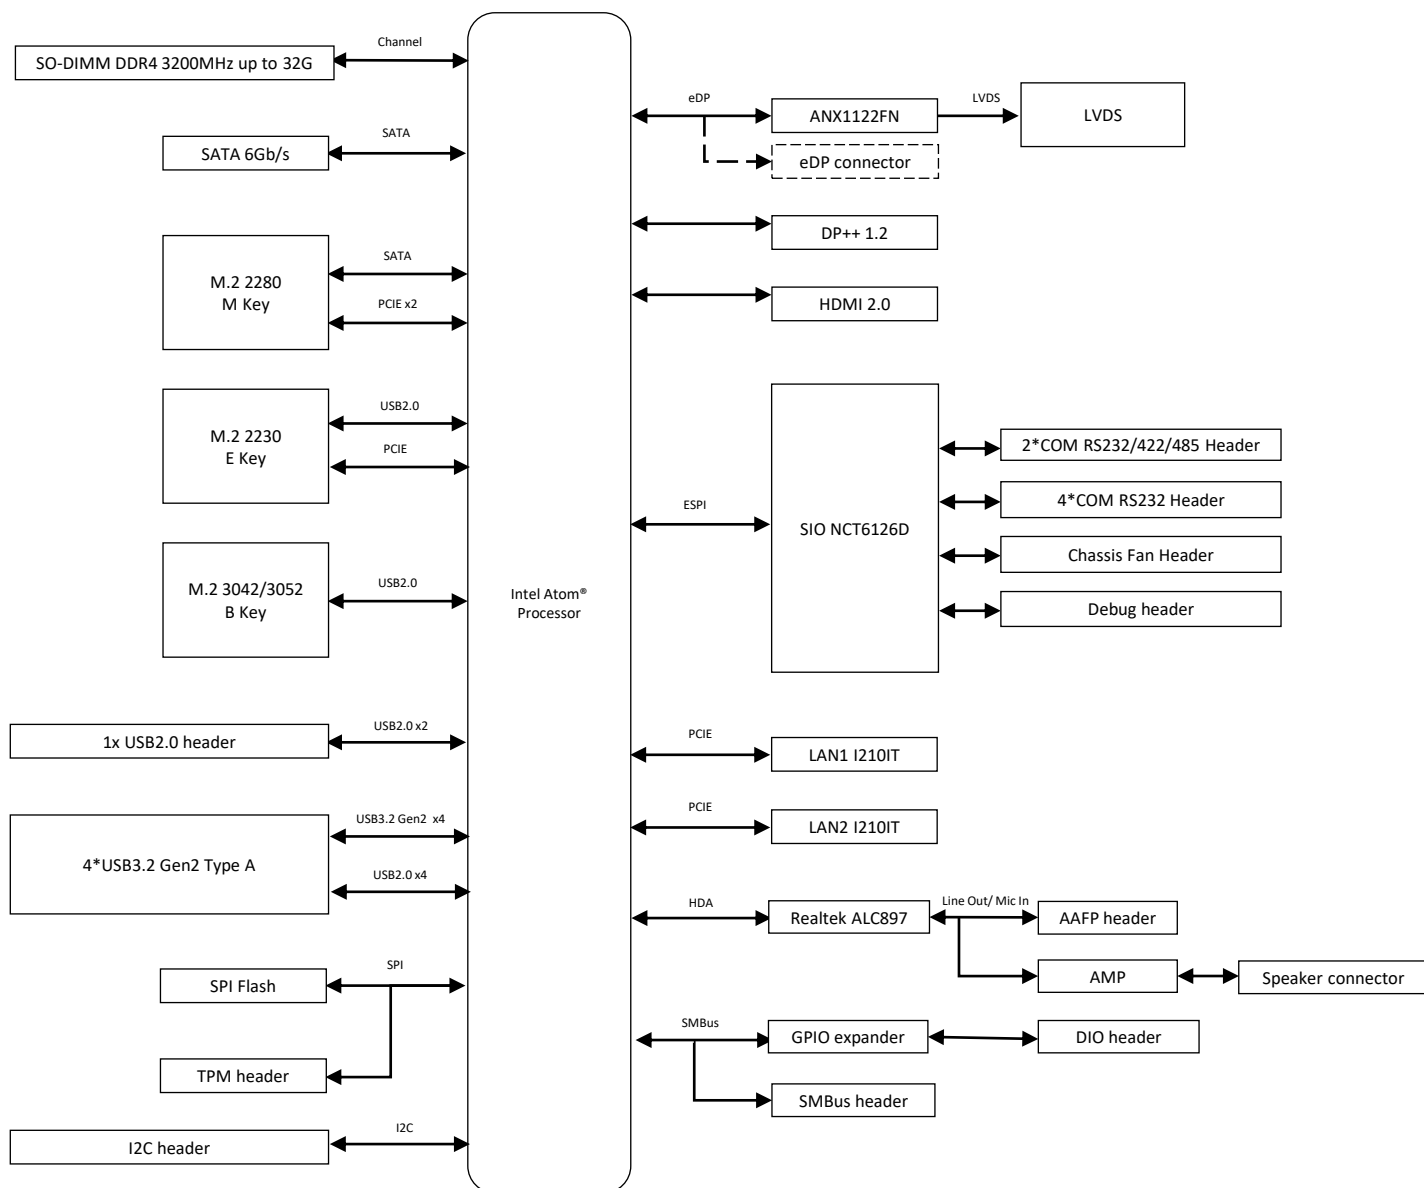 Channel
SO-DIMM DDR4 3200MHz up to 32G
SATA
SATA 6Gb/s
SATA
M.2 2280
M Key
PCIE x2
USB2.0
M.2 2230
E Key
PCIE
USB2.0
M.2 3042/3052
B Key
USB2.0 x2
1x USB2.0 header
USB3.2 Gen2 x4
4*USB3.2 Gen2 Type A
USB2.0 x4
SPI
SPI Flash
TPM header
I2C
I2C header
Intel Atom®
Processor
eDP
ANX1122FN
LVDS
LVDS
eDP connector
DP++ 1.2
HDMI 2.0
ESPI
SIO NCT6126D
2*COM RS232/422/485 Header
4*COM RS232 Header
Chassis Fan Header
Debug header
PCIE
LAN1 I210IT
PCIE
LAN2 I210IT
HDA
Realtek ALC897
Line Out/ Mic In
AAFP header
AMP
Speaker connector
SMBus
GPIO expander
DIO header
SMBus header